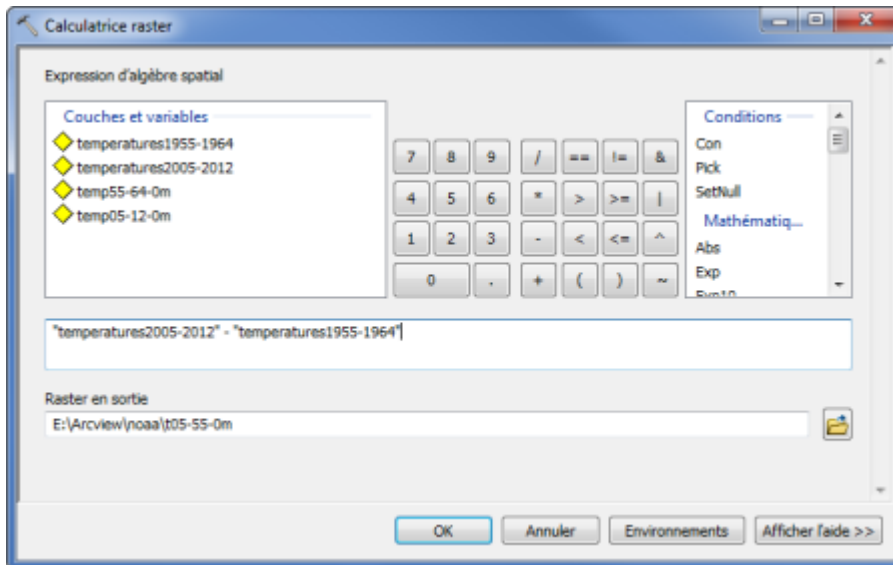 Calculatrice raster
Expression d'algèbre spatial
Couches et variables
temperatures1955-1964
temperatures2005-2012
temp55-64-0m
temp05-12-0m
7 8 9 / == != &
4 5 6 * > >= |
1 2 3 - < <= ^
0 . + ( ) ~
Conditions
Con
Pick
SetNull
Mathématiq...
Abs
Exp
Exp10
"temperatures2005-2012" - "temperatures1955-1964"
Raster en sortie
E:\Arcview\noaa\t05-55-0m
OK Annuler Environnements Afficher l'aide >>